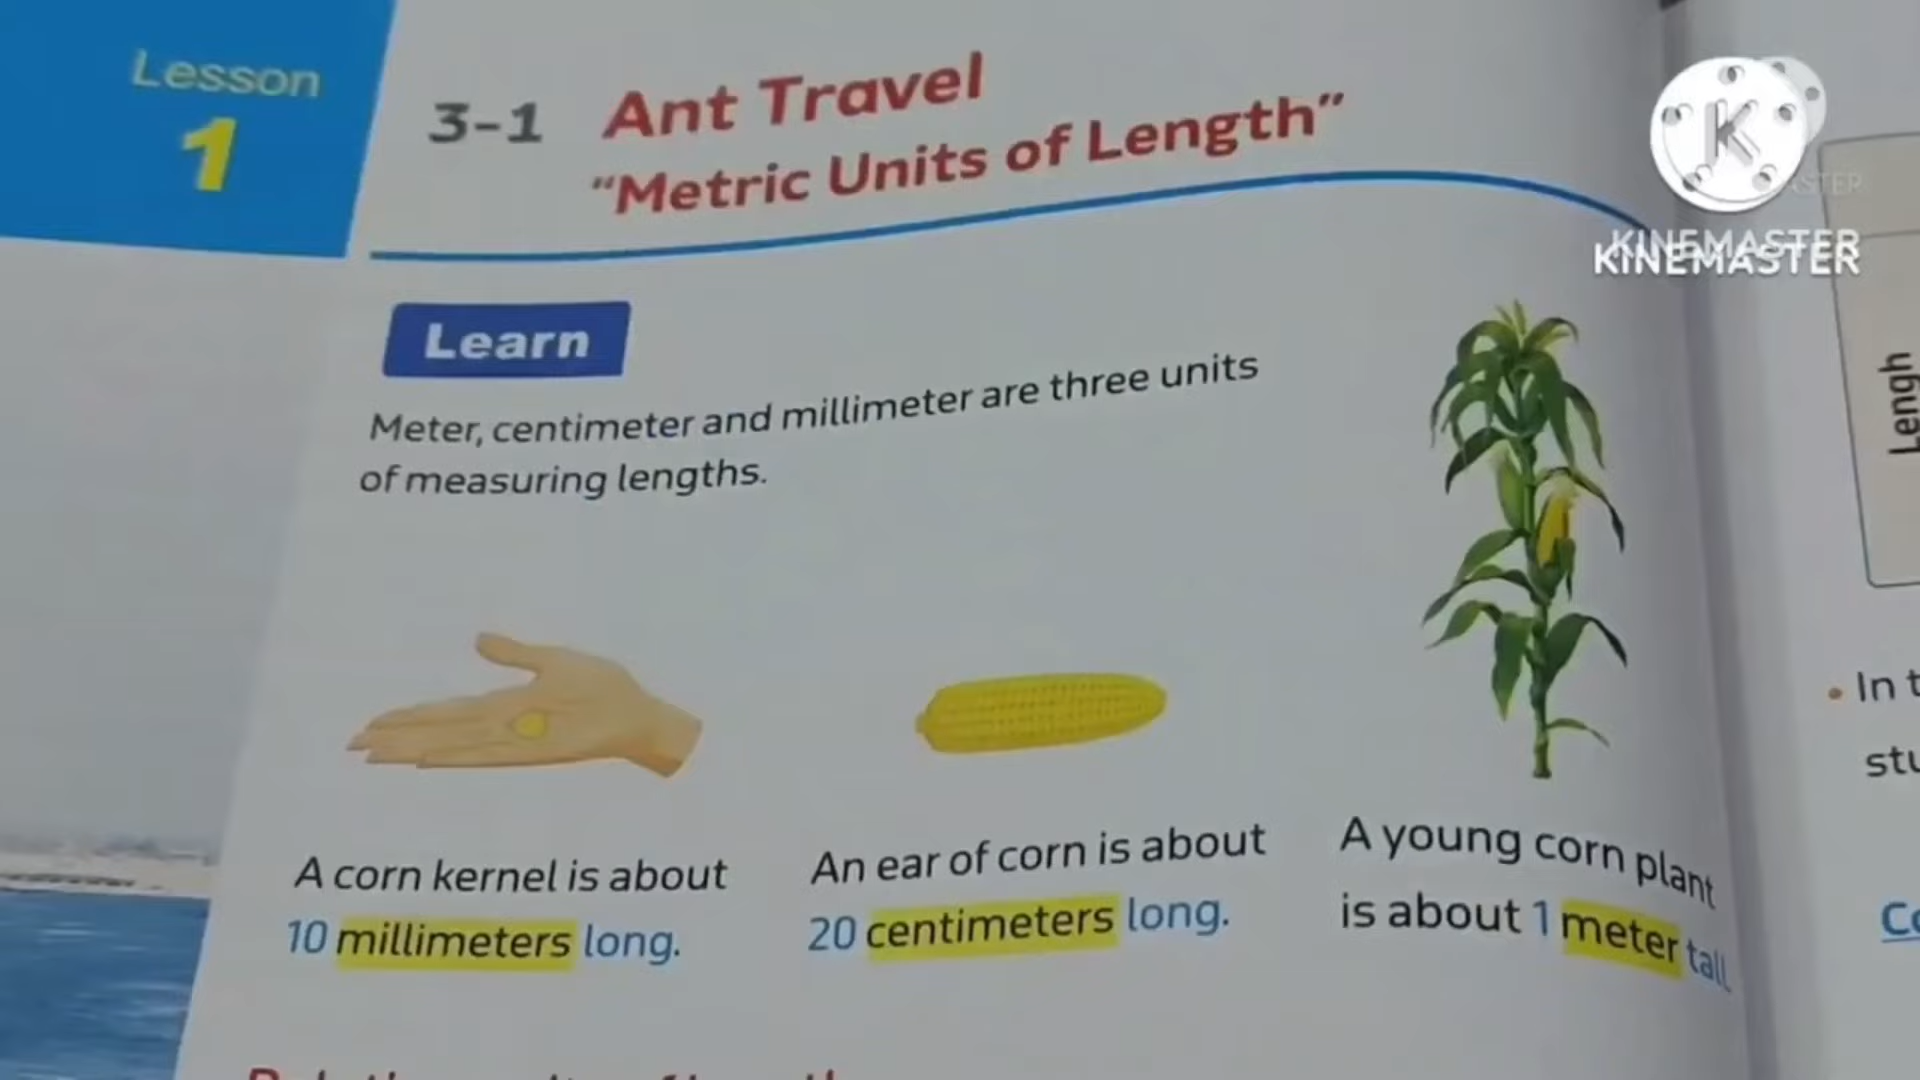 Lesson
1
3-1 Ant Travel
"Metric Units of Length"
KINEMASTER
Learn
Meter, centimeter and millimeter are three units
of measuring lengths.
A corn kernel is about
10 millimeters long.
An ear of corn is about
20 centimeters long.
A young corn plant
is about 1 meter tall.
Lengh
• In